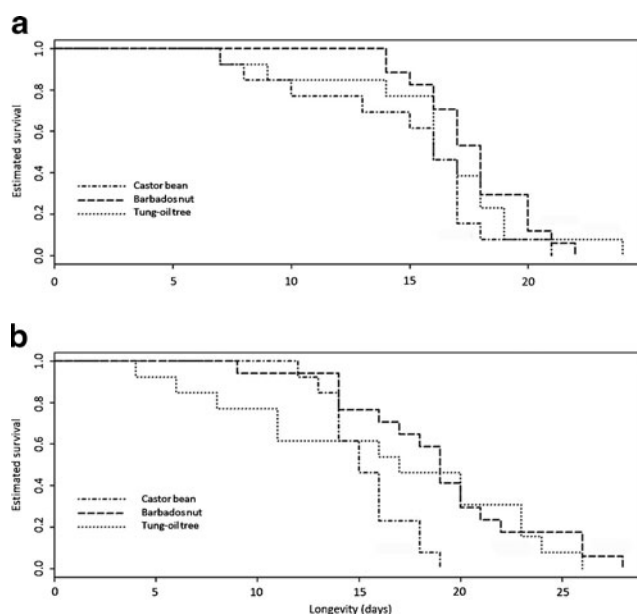 a
Estimated survival
1.0
0.8
0.6
0.4
0.2
0.0
Castor bean
Barbados nut
Tung-oil tree
0 5 10 15 20
b
Estimated survival
1.0
0.8
0.6
0.4
0.2
0.0
Castor bean
Barbados nut
Tung-oil tree
0 5 10 15 20 25
Longevity (days)